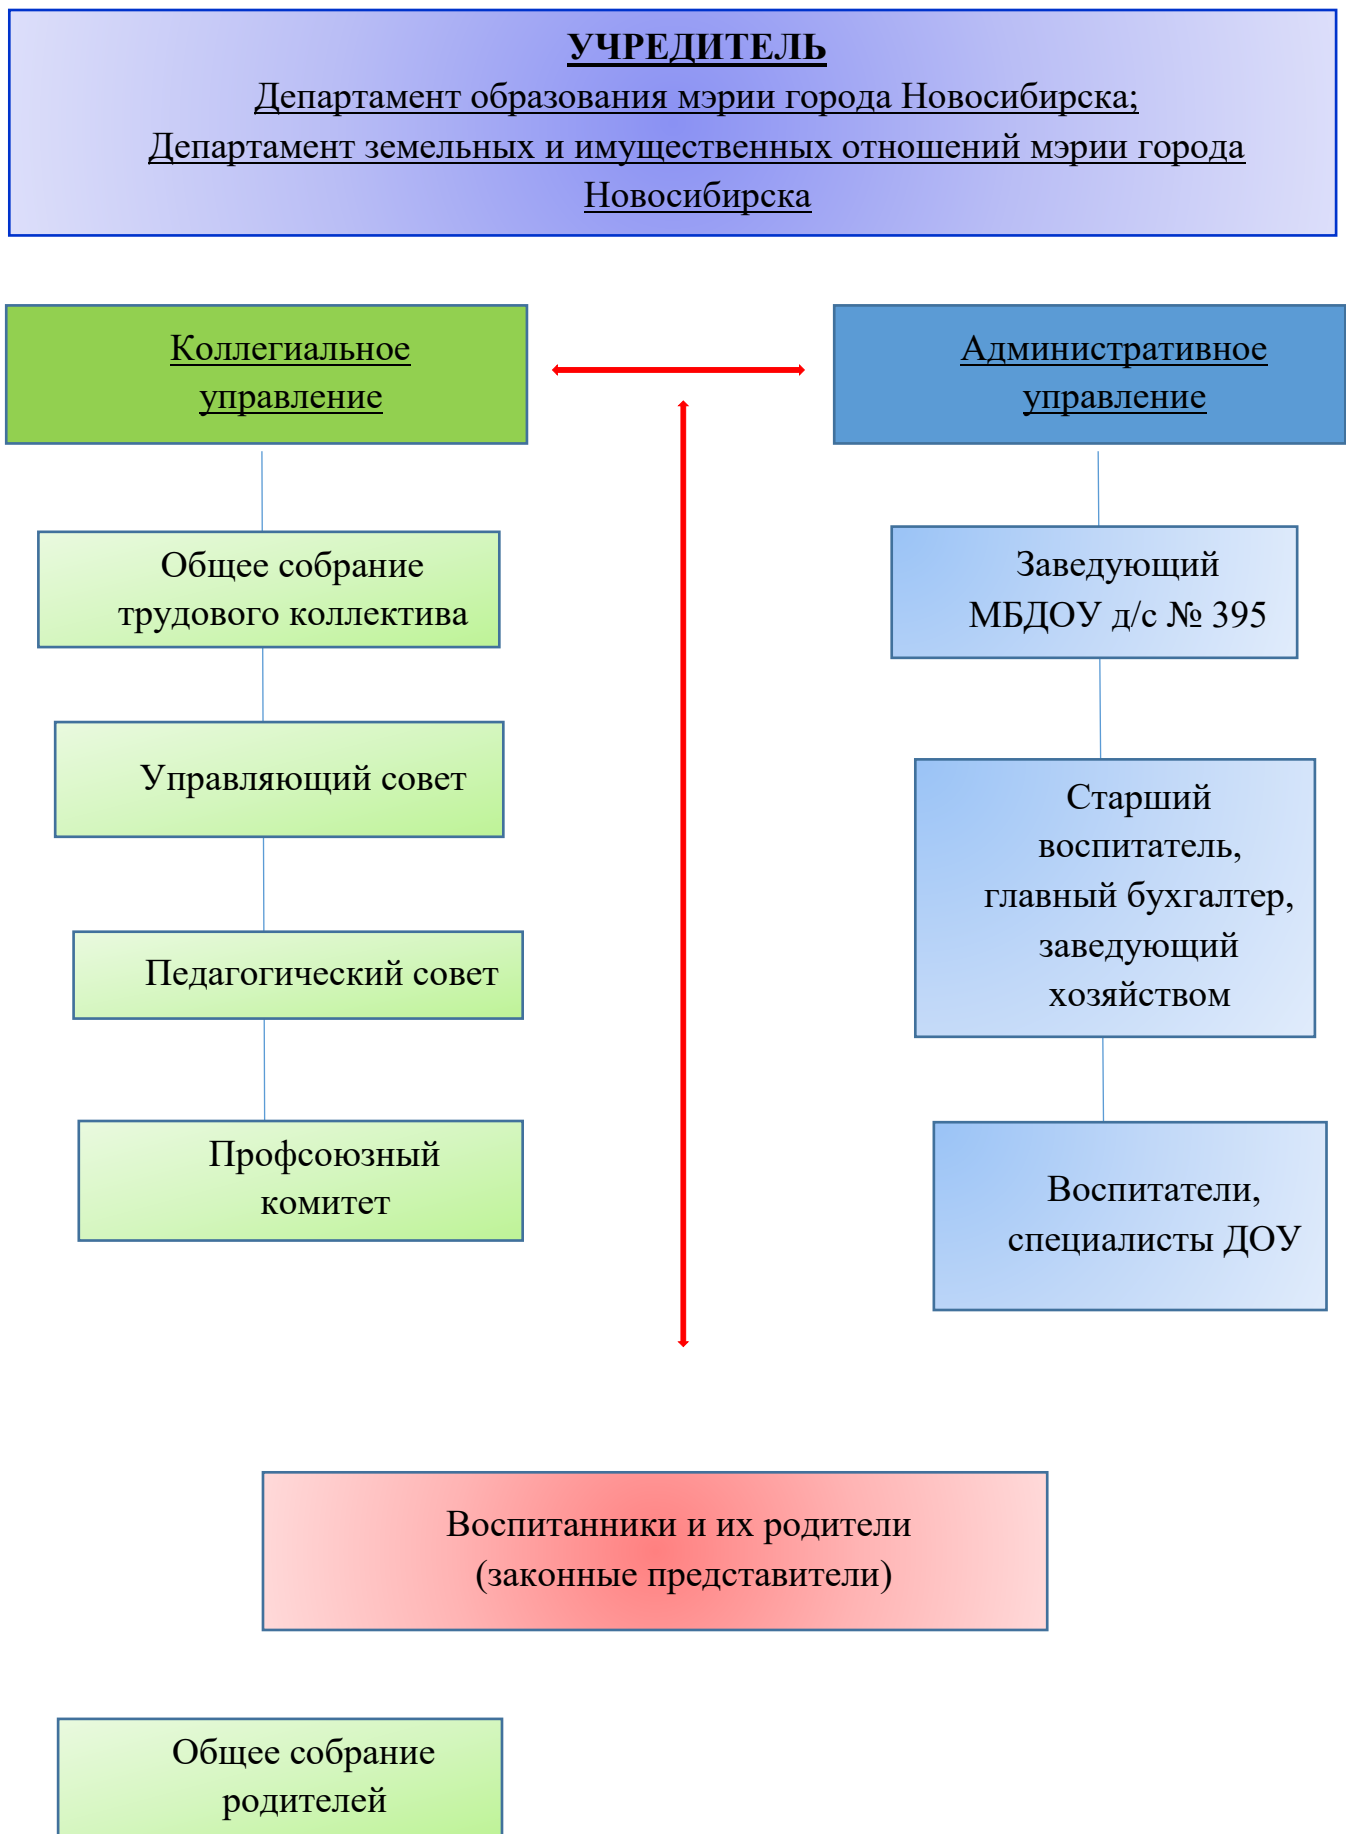 УЧРЕДИТЕЛЬ
Департамент образования мэрии города Новосибирска;
Департамент земельных и имущественных отношений мэрии города
Новосибирска
Коллегиальное
управление
Административное
управление
Общее собрание
трудового коллектива
Заведующий
МБДОУ д/с № 395
Управляющий совет
Старший
воспитатель,
главный бухгалтер,
заведующий
хозяйством
Педагогический совет
Профсоюзный
комитет
Воспитатели,
специалисты ДОУ
Воспитанники и их родители
(законные представители)
Общее собрание
родителей